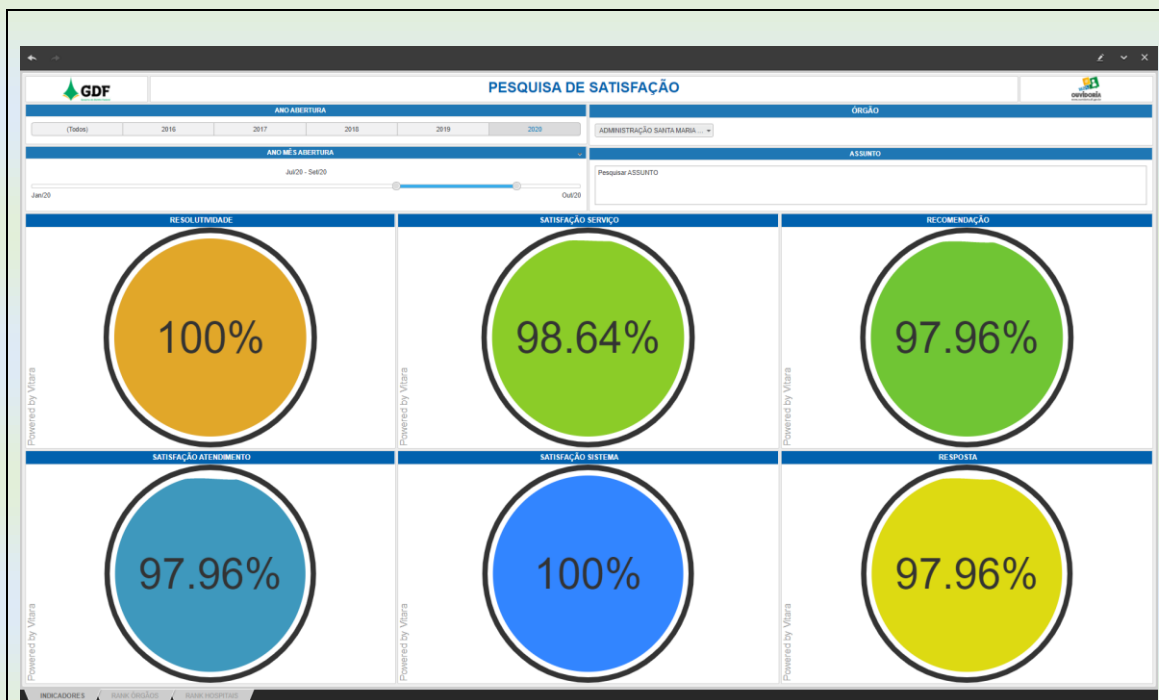 GDF
PESQUISA DE SATISFAÇÃO
ouvidoria
ANO ABERTURA
ÓRGÃO
(Todos) 2016 2017 2018 2019 2020
ADMINISTRAÇÃO SANTA MARIA ...
ANO MÊS ABERTURA
ASSUNTO
Jul/20 - Set/20
Pesquisar ASSUNTO
Jan/20 Out/20
RESOLUTIVIDADE
SATISFAÇÃO SERVIÇO
RECOMENDAÇÃO
100%
98.64%
97.96%
Powered by Vitara
Powered by Vitara
Powered by Vitara
SATISFAÇÃO ATENDIMENTO
SATISFAÇÃO SISTEMA
RESPOSTA
97.96%
100%
97.96%
Powered by Vitara
Powered by Vitara
Powered by Vitara
INDICADORES
RANK ÓRGÃOS
RANK HOSPITAIS